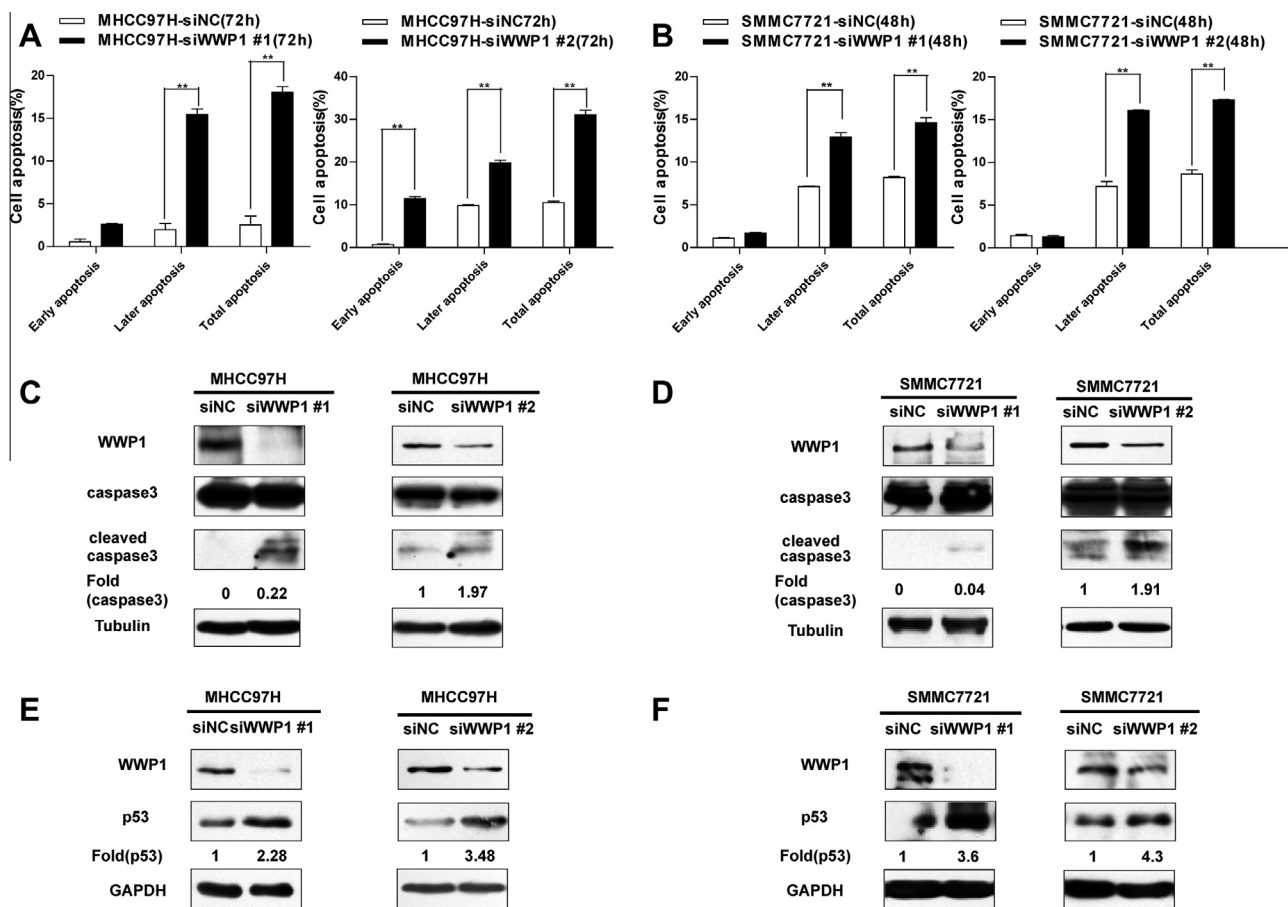 A
MHCC97H-siNC(72h)
MHCC97H-siWWP1 #1(72h)
Cell apoptosis(%)
20
15
10
5
0
**
**
Early apoptosis
Later apoptosis
Total apoptosis
MHCC97H-siNC72h)
MHCC97H-siWWP1 #2(72h)
Cell apoptosis(%)
40
30
20
10
0
**
**
**
Early apoptosis
Later apoptosis
Total apoptosis
B
SMMC7721-siNC(48h)
SMMC7721-siWWP1 #1(48h)
Cell apoptosis(%)
20
15
10
5
0
**
**
Early apoptosis
Later apoptosis
Total apoptosis
SMMC7721-siNC(48h)
SMMC7721-siWWP1 #2(48h)
Cell apoptosis(%)
20
15
10
5
0
**
**
Early apoptosis
Later apoptosis
Total apoptosis
C
MHCC97H MHCC97H
siNC siWWP1 #1 siNC siWWP1 #2
WWP1
caspase3
cleaved
caspase3
Fold
(caspase3) 0 0.22 1 1.97
Tubulin
D
SMMC7721 SMMC7721
siNC siWWP1 #1 siNC siWWP1 #2
WWP1
caspase3
cleaved
caspase3
Fold
(caspase3) 0 0.04 1 1.91
Tubulin
E
MHCC97H MHCC97H
siNC siWWP1 #1 siNC siWWP1 #2
WWP1
p53
Fold(p53) 1 2.28 1 3.48
GAPDH
F
SMMC7721 SMMC7721
siNC siWWP1 #1 siNC siWWP1 #2
WWP1
p53
Fold(p53) 1 3.6 1 4.3
GAPDH